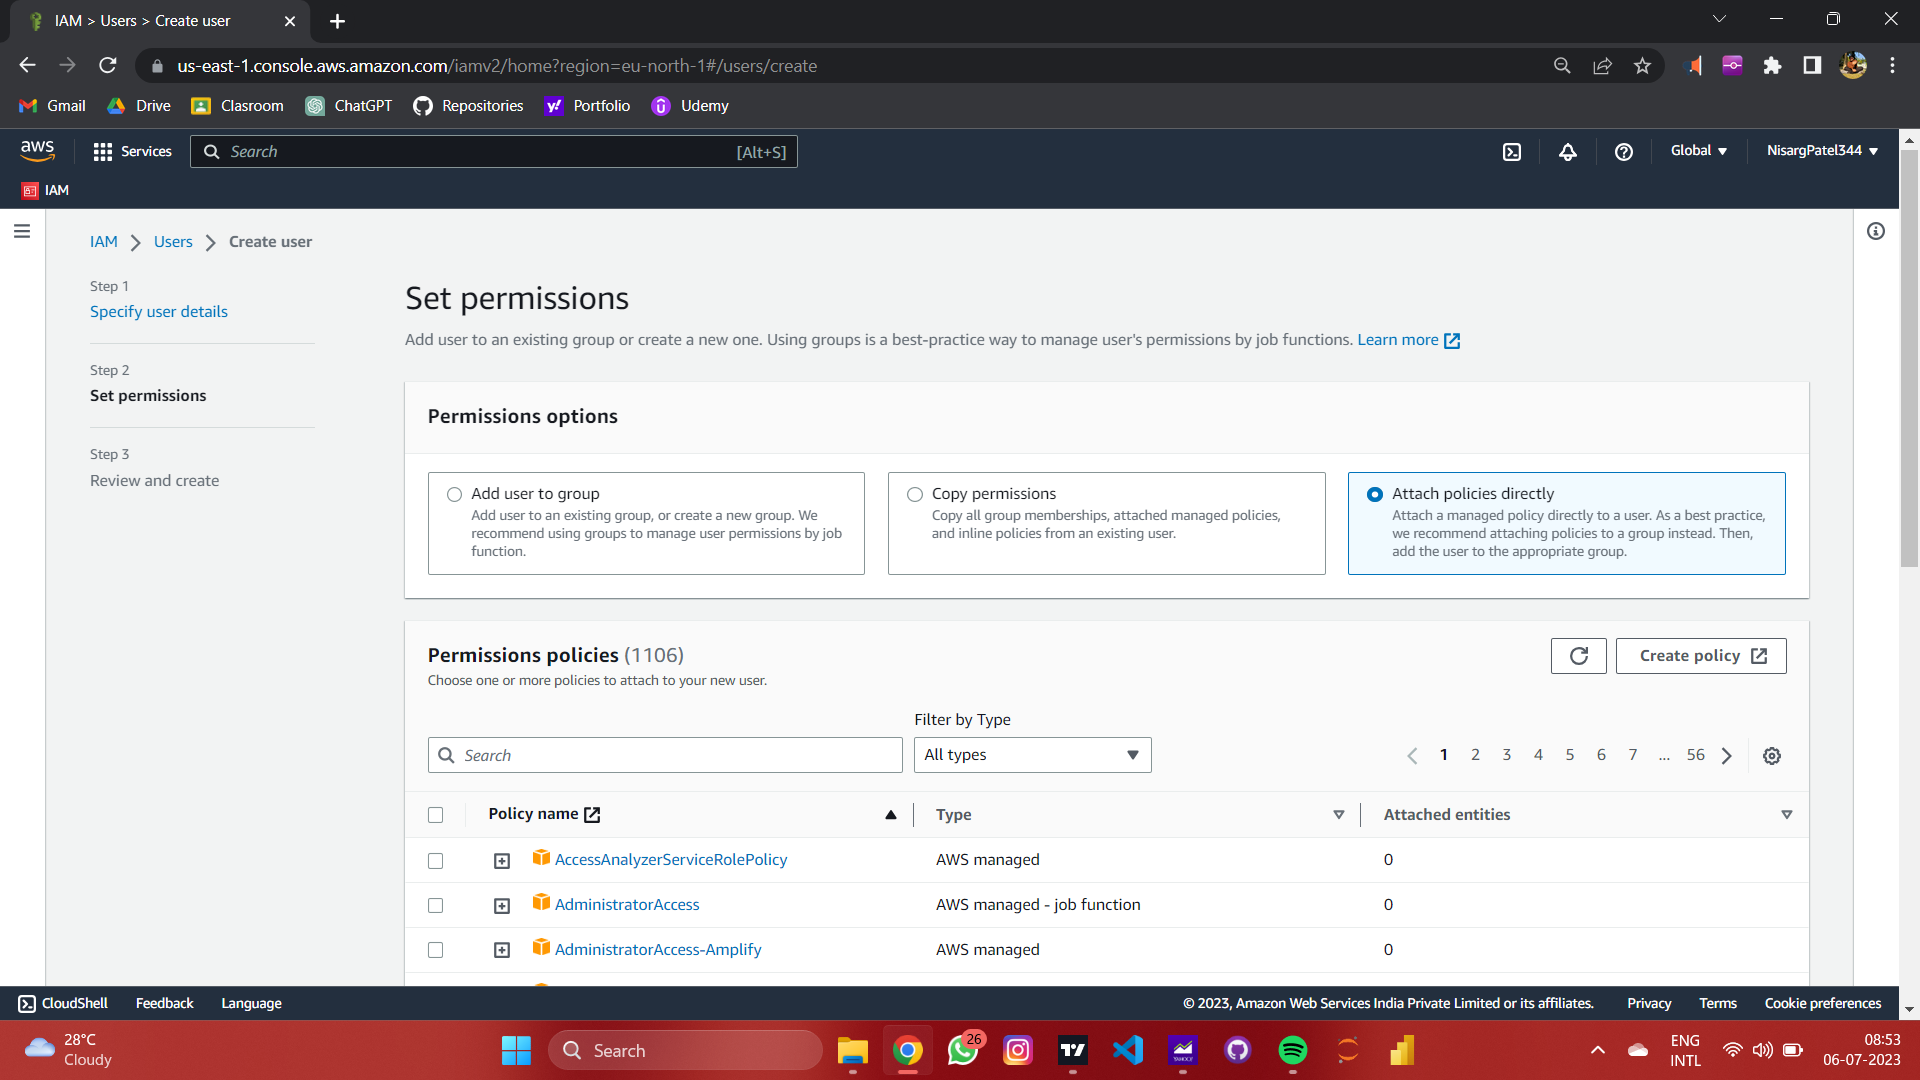 IAM > Users > Create user
us-east-1.console.aws.amazon.com/iamv2/home?region=eu-north-1#/users/create
Gmail Drive Clasroom ChatGPT Repositories Portfolio Udemy
aws Services Search [Alt+S] Global NisargPatel344
IAM
IAM Users Create user
Step 1
Specify user details
Step 2
Set permissions
Step 3
Review and create
Set permissions
Add user to an existing group or create a new one. Using groups is a best-practice way to manage user's permissions by job functions. Learn more
Permissions options
Add user to group
Add user to an existing group, or create a new group. We
recommend using groups to manage user permissions by job
function.
Copy permissions
Copy all group memberships, attached managed policies,
and inline policies from an existing user.
Attach policies directly
Attach a managed policy directly to a user. As a best practice,
we recommend attaching policies to a group instead. Then,
add the user to the appropriate group.
Permissions policies (1106)
Choose one or more policies to attach to your new user.
Create policy
Filter by Type
Search All types 1 2 3 4 5 6 7 ... 56
Policy name Type Attached entities
AccessAnalyzerServiceRolePolicy AWS managed 0
AdministratorAccess AWS managed - job function 0
AdministratorAccess-Amplify AWS managed 0
CloudShell Feedback Language © 2023, Amazon Web Services India Private Limited or its affiliates. Privacy Terms Cookie preferences
28°C
Cloudy
Search
26
ENG
INTL
08:53
06-07-2023